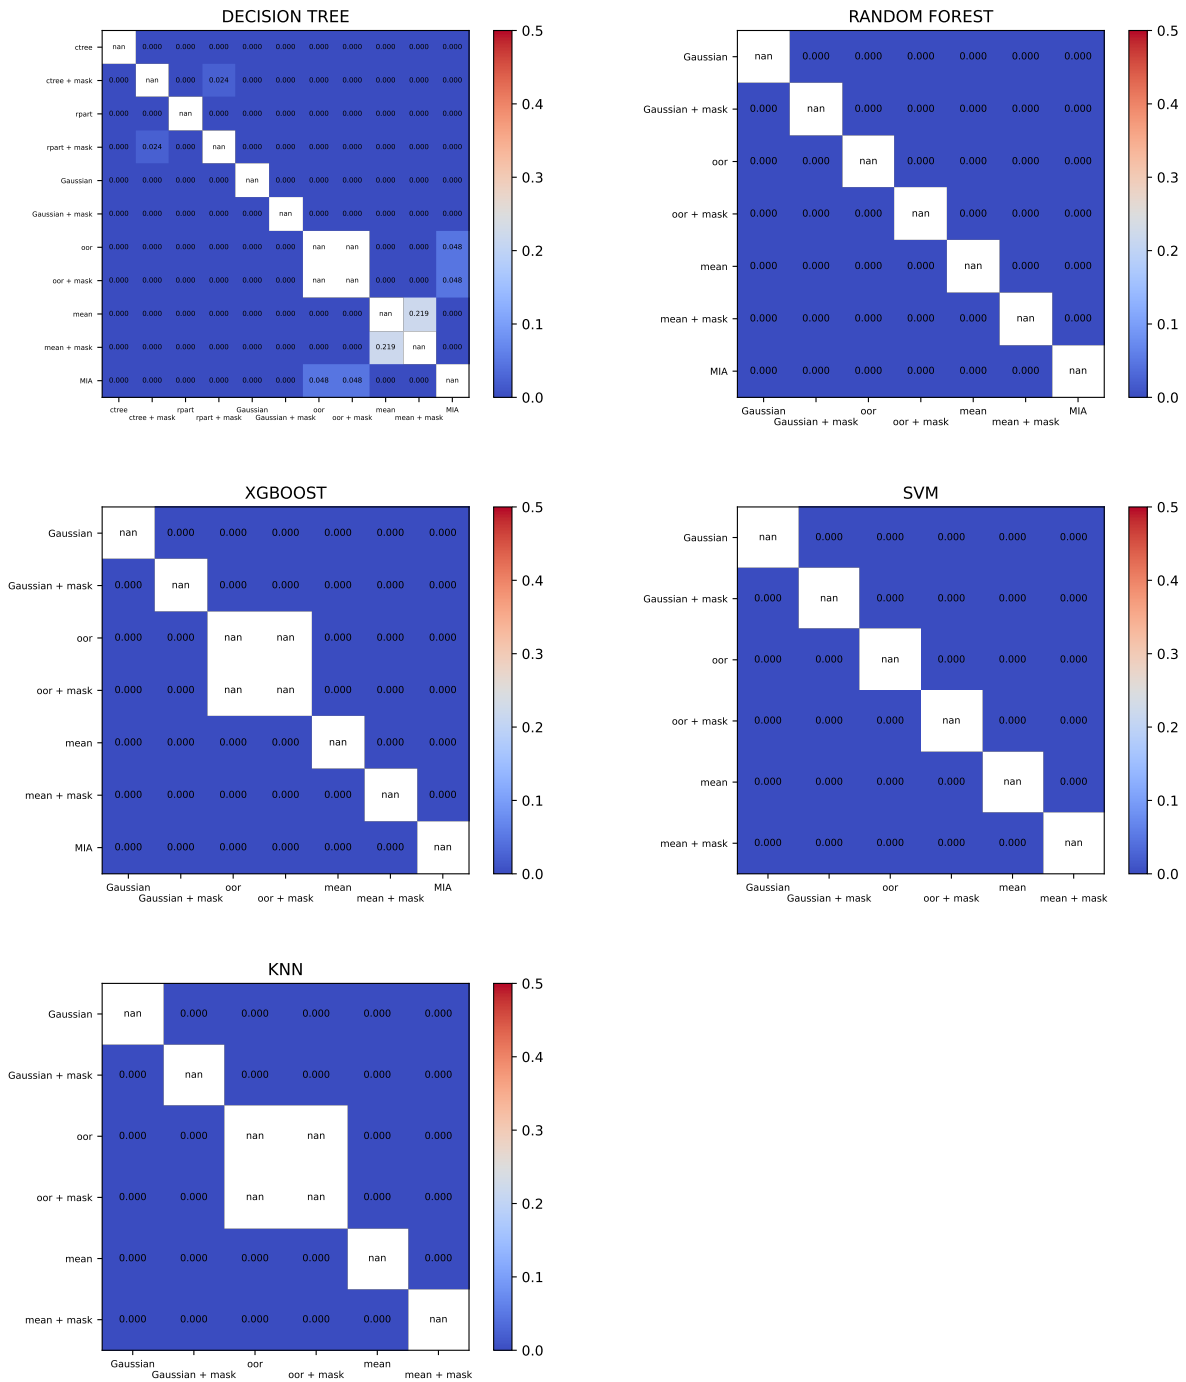 DECISION TREE
ctree nan 0.000 0.000 0.000 0.000 0.000 0.000 0.000 0.000 0.000 0.000
ctree + mask 0.000 nan 0.000 0.024 0.000 0.000 0.000 0.000 0.000 0.000 0.000
rpart 0.000 0.000 nan 0.000 0.000 0.000 0.000 0.000 0.000 0.000 0.000
rpart + mask 0.000 0.024 0.000 nan 0.000 0.000 0.000 0.000 0.000 0.000 0.000
Gaussian 0.000 0.000 0.000 0.000 nan 0.000 0.000 0.000 0.000 0.000 0.000
Gaussian + mask 0.000 0.000 0.000 0.000 0.000 nan 0.000 0.000 0.000 0.000 0.000
oor 0.000 0.000 0.000 0.000 0.000 0.000 nan nan 0.000 0.000 0.048
oor + mask 0.000 0.000 0.000 0.000 0.000 0.000 nan nan 0.000 0.000 0.048
mean 0.000 0.000 0.000 0.000 0.000 0.000 0.000 0.000 nan 0.219 0.000
mean + mask 0.000 0.000 0.000 0.000 0.000 0.000 0.000 0.000 0.219 nan 0.000
MIA 0.000 0.000 0.000 0.000 0.000 0.000 0.048 0.048 0.000 0.000 nan
ctree rpart Gaussian oor mean MIA
ctree + mask rpart + mask Gaussian + mask oor + mask mean + mask
0.5
0.4
0.3
0.2
0.1
0.0
RANDOM FOREST
Gaussian nan 0.000 0.000 0.000 0.000 0.000 0.000
Gaussian + mask 0.000 nan 0.000 0.000 0.000 0.000 0.000
oor 0.000 0.000 nan 0.000 0.000 0.000 0.000
oor + mask 0.000 0.000 0.000 nan 0.000 0.000 0.000
mean 0.000 0.000 0.000 0.000 nan 0.000 0.000
mean + mask 0.000 0.000 0.000 0.000 0.000 nan 0.000
MIA 0.000 0.000 0.000 0.000 0.000 0.000 nan
Gaussian oor mean MIA
Gaussian + mask oor + mask mean + mask
0.5
0.4
0.3
0.2
0.1
0.0
XGBOOST
Gaussian nan 0.000 0.000 0.000 0.000 0.000 0.000
Gaussian + mask 0.000 nan 0.000 0.000 0.000 0.000 0.000
oor 0.000 0.000 nan nan 0.000 0.000 0.000
oor + mask 0.000 0.000 nan nan 0.000 0.000 0.000
mean 0.000 0.000 0.000 0.000 nan 0.000 0.000
mean + mask 0.000 0.000 0.000 0.000 0.000 nan 0.000
MIA 0.000 0.000 0.000 0.000 0.000 0.000 nan
Gaussian oor mean MIA
Gaussian + mask oor + mask mean + mask
0.5
0.4
0.3
0.2
0.1
0.0
SVM
Gaussian nan 0.000 0.000 0.000 0.000 0.000
Gaussian + mask 0.000 nan 0.000 0.000 0.000 0.000
oor 0.000 0.000 nan 0.000 0.000 0.000
oor + mask 0.000 0.000 0.000 nan 0.000 0.000
mean 0.000 0.000 0.000 0.000 nan 0.000
mean + mask 0.000 0.000 0.000 0.000 0.000 nan
Gaussian oor mean
Gaussian + mask oor + mask mean + mask
0.5
0.4
0.3
0.2
0.1
0.0
KNN
Gaussian nan 0.000 0.000 0.000 0.000 0.000
Gaussian + mask 0.000 nan 0.000 0.000 0.000 0.000
oor 0.000 0.000 nan nan 0.000 0.000
oor + mask 0.000 0.000 nan nan 0.000 0.000
mean 0.000 0.000 0.000 0.000 nan 0.000
mean + mask 0.000 0.000 0.000 0.000 0.000 nan
Gaussian oor mean
Gaussian + mask oor + mask mean + mask
0.5
0.4
0.3
0.2
0.1
0.0